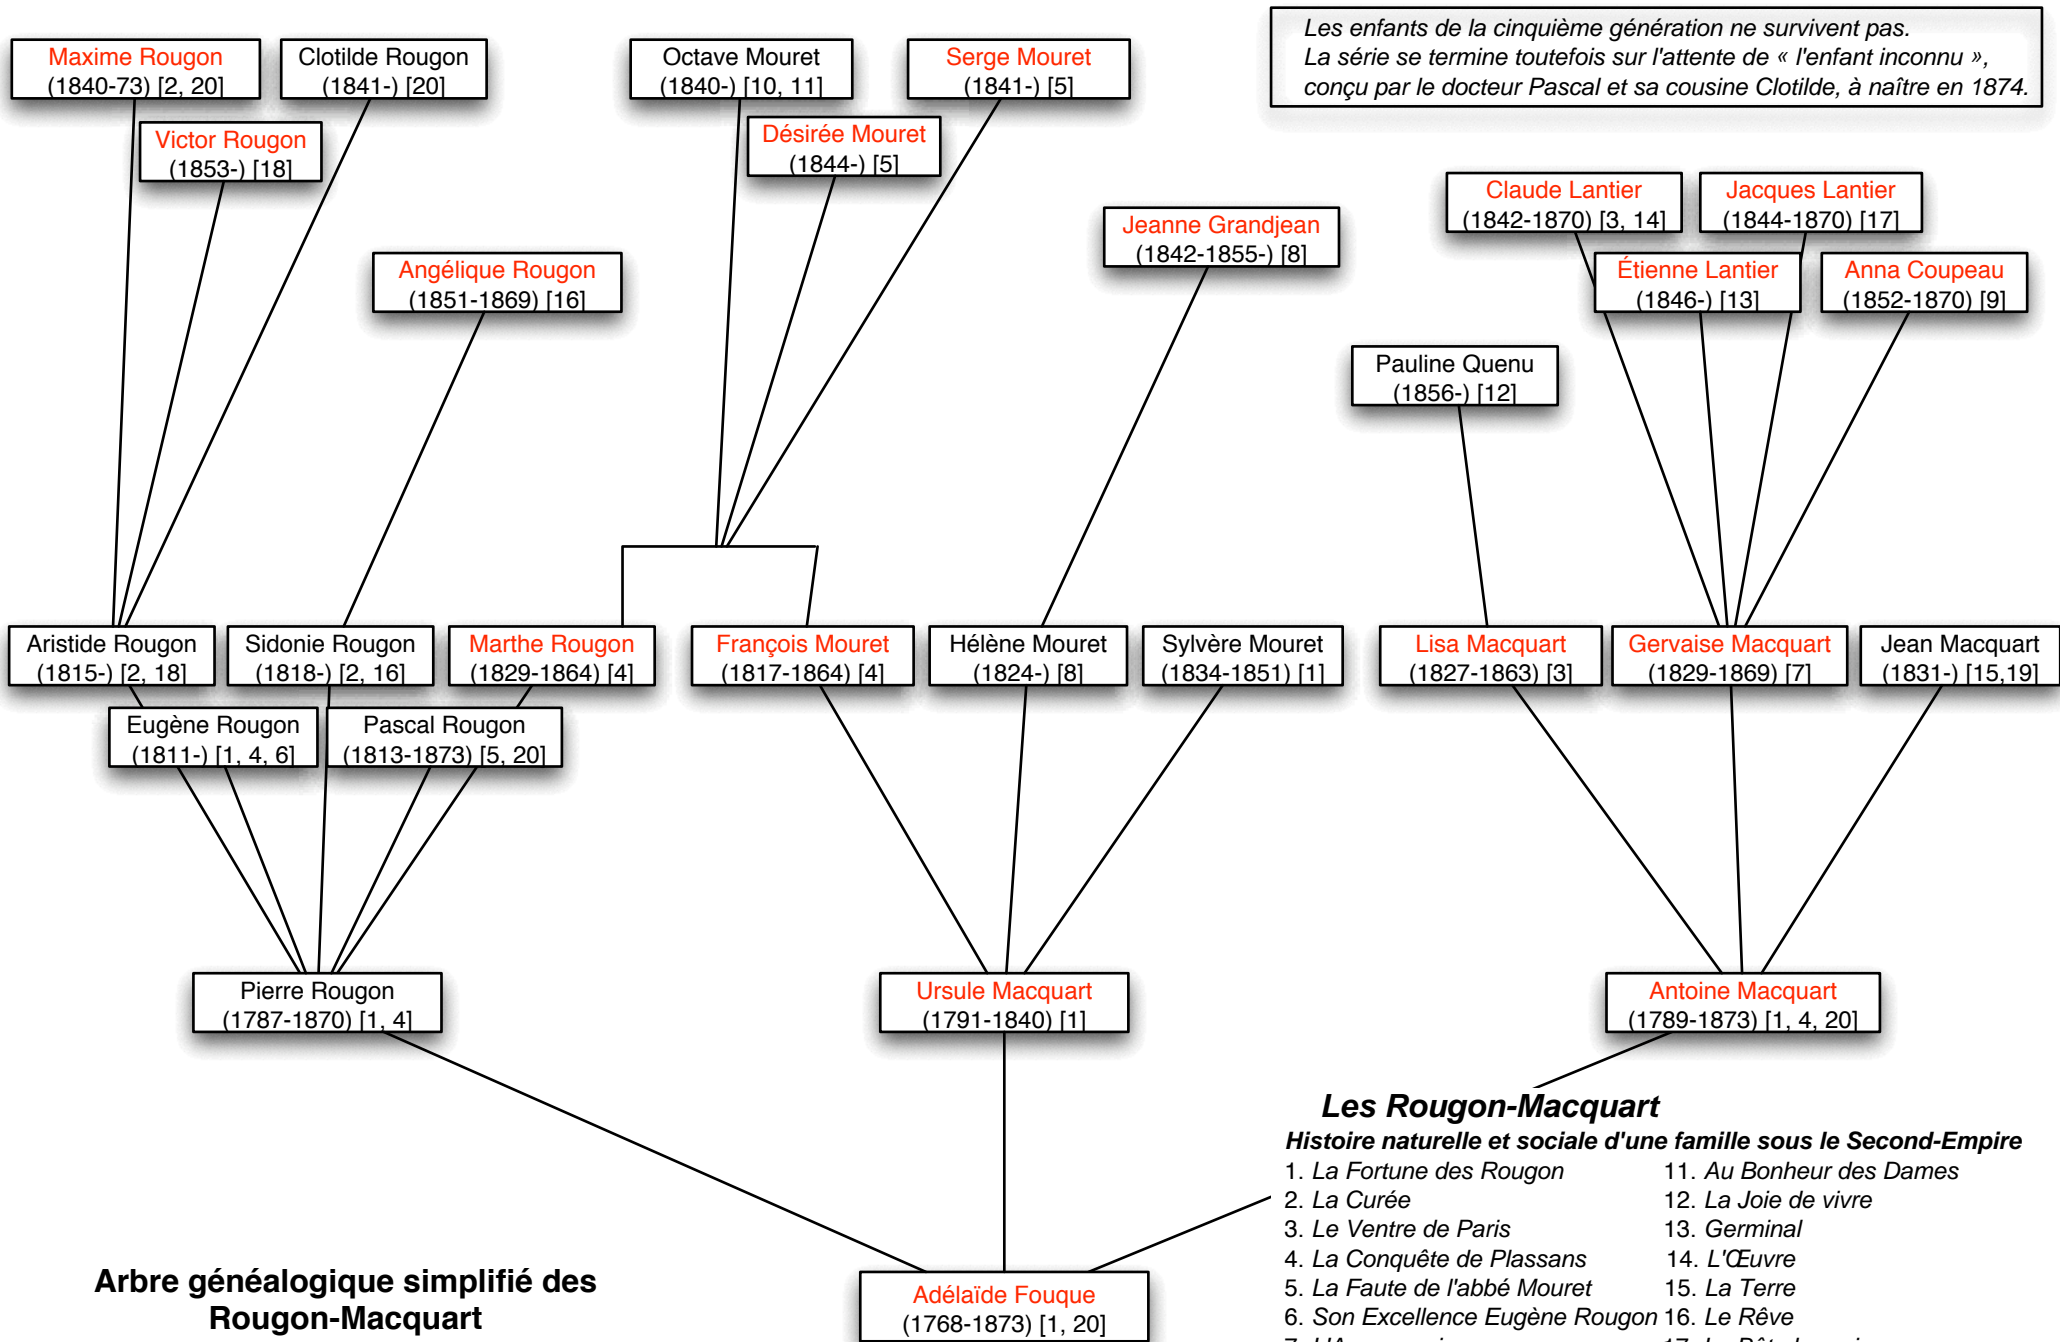 Les enfants de la cinquième génération ne survivent pas.
La série se termine toutefois sur l'attente de « l'enfant inconnu »,
conçu par le docteur Pascal et sa cousine Clotilde, à naître en 1874.
Maxime Rougon
(1840-73) [2, 20]
Clotilde Rougon
(1841-) [20]
Octave Mouret
(1840-) [10, 11]
Serge Mouret
(1841-) [5]
Victor Rougon
(1853-) [18]
Désirée Mouret
(1844-) [5]
Claude Lantier
(1842-1870) [3, 14]
Jacques Lantier
(1844-1870) [17]
Jeanne Grandjean
(1842-1855-) [8]
Angélique Rougon
(1851-1869) [16]
Étienne Lantier
(1846-) [13]
Anna Coupeau
(1852-1870) [9]
Pauline Quenu
(1856-) [12]
Aristide Rougon
(1815-) [2, 18]
Sidonie Rougon
(1818-) [2, 16]
Marthe Rougon
(1829-1864) [4]
François Mouret
(1817-1864) [4]
Hélène Mouret
(1824-) [8]
Sylvère Mouret
(1834-1851) [1]
Lisa Macquart
(1827-1863) [3]
Gervaise Macquart
(1829-1869) [7]
Jean Macquart
(1831-) [15,19]
Eugène Rougon
(1811-) [1, 4, 6]
Pascal Rougon
(1813-1873) [5, 20]
Pierre Rougon
(1787-1870) [1, 4]
Ursule Macquart
(1791-1840) [1]
Antoine Macquart
(1789-1873) [1, 4, 20]
Adélaïde Fouque
(1768-1873) [1, 20]
Arbre généalogique simplifié des
Rougon-Macquart
Les Rougon-Macquart
Histoire naturelle et sociale d'une famille sous le Second-Empire
1. La Fortune des Rougon
2. La Curée
3. Le Ventre de Paris
4. La Conquête de Plassans
5. La Faute de l'abbé Mouret
6. Son Excellence Eugène Rougon
11. Au Bonheur des Dames
12. La Joie de vivre
13. Germinal
14. L'Œuvre
15. La Terre
16. Le Rêve